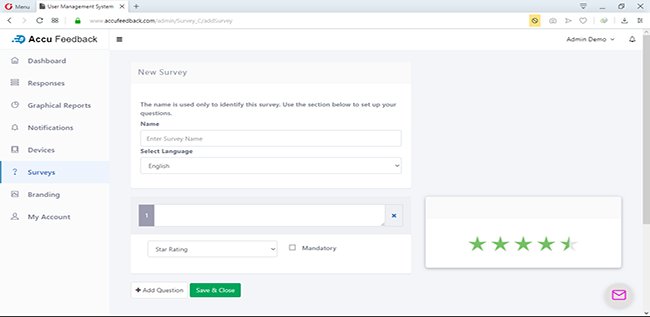 Menu
User Management System
www.accufeedback.com/admin/Survey_C/addSurvey
Accu Feedback
Admin Demo
Dashboard
Responses
Graphical Reports
Notifications
Devices
Surveys
Branding
My Account
New Survey
The name is used only to identify this survey. Use the section below to set up your
questions.
Name
Enter Survey Name
Select Language
English
1
Star Rating
Mandatory
Add Question
Save & Close